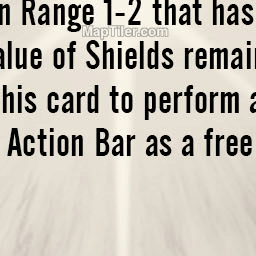 n Range 1-2 that has
alue of Shields remain
MapTiler.com
his card to perform a
Action Bar as a free